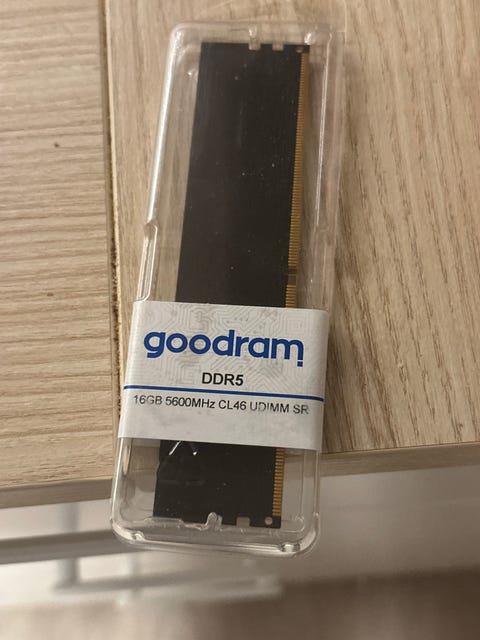 goodram
DDR5
16GB 5600MHz CL46 UDIMM SR